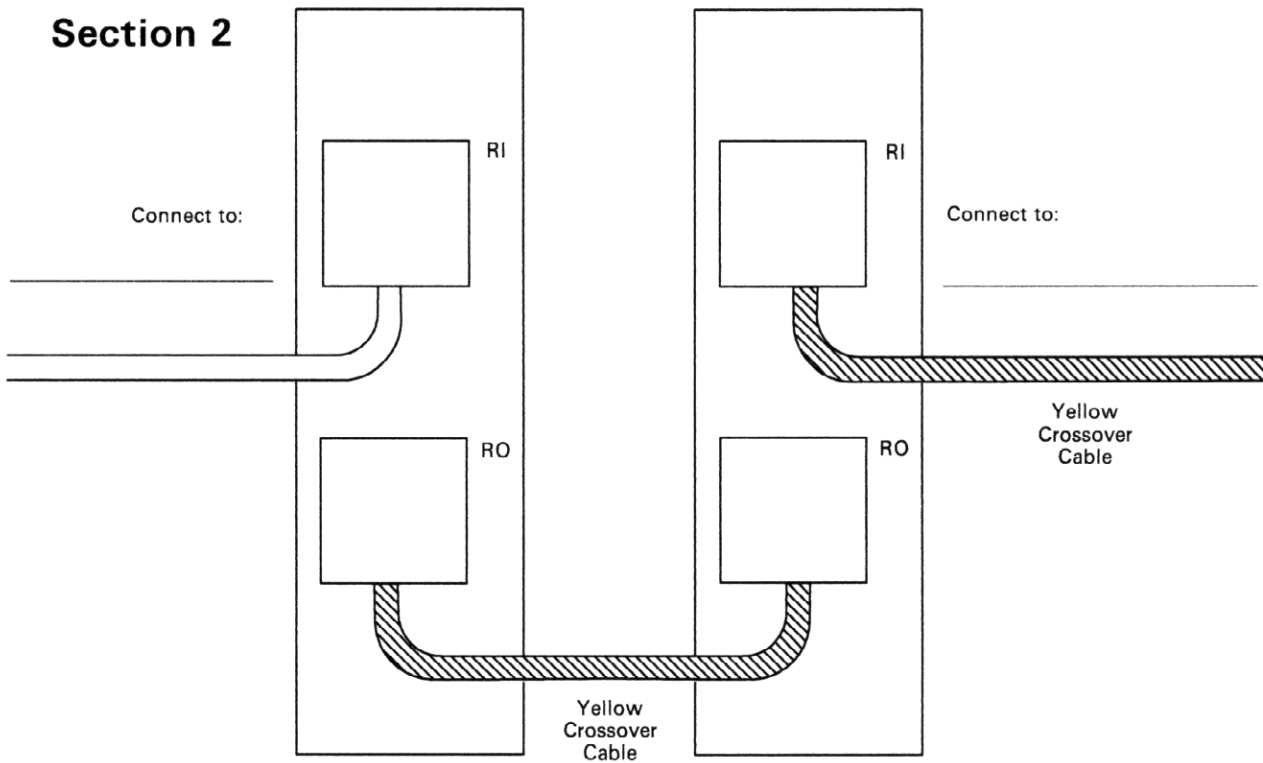 Section 2
RI
RI
Connect to:
Connect to:
Yellow
Crossover
Cable
RO
RO
Yellow
Crossover
Cable